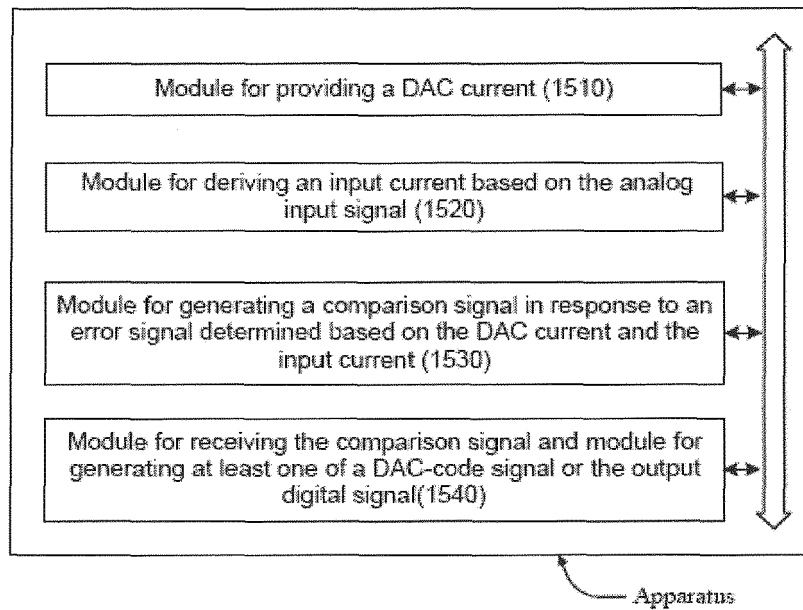 Module for providing a DAC current (1510)
Module for deriving an input current based on the analog
input signal (1520)
Module for generating a comparison signal in response to an
error signal determined based on the DAC current and the
input current (1530)
Module for receiving the comparison signal and module for
generating at least one of a DAC-code signal or the output
digital signal(1540)
Apparatus